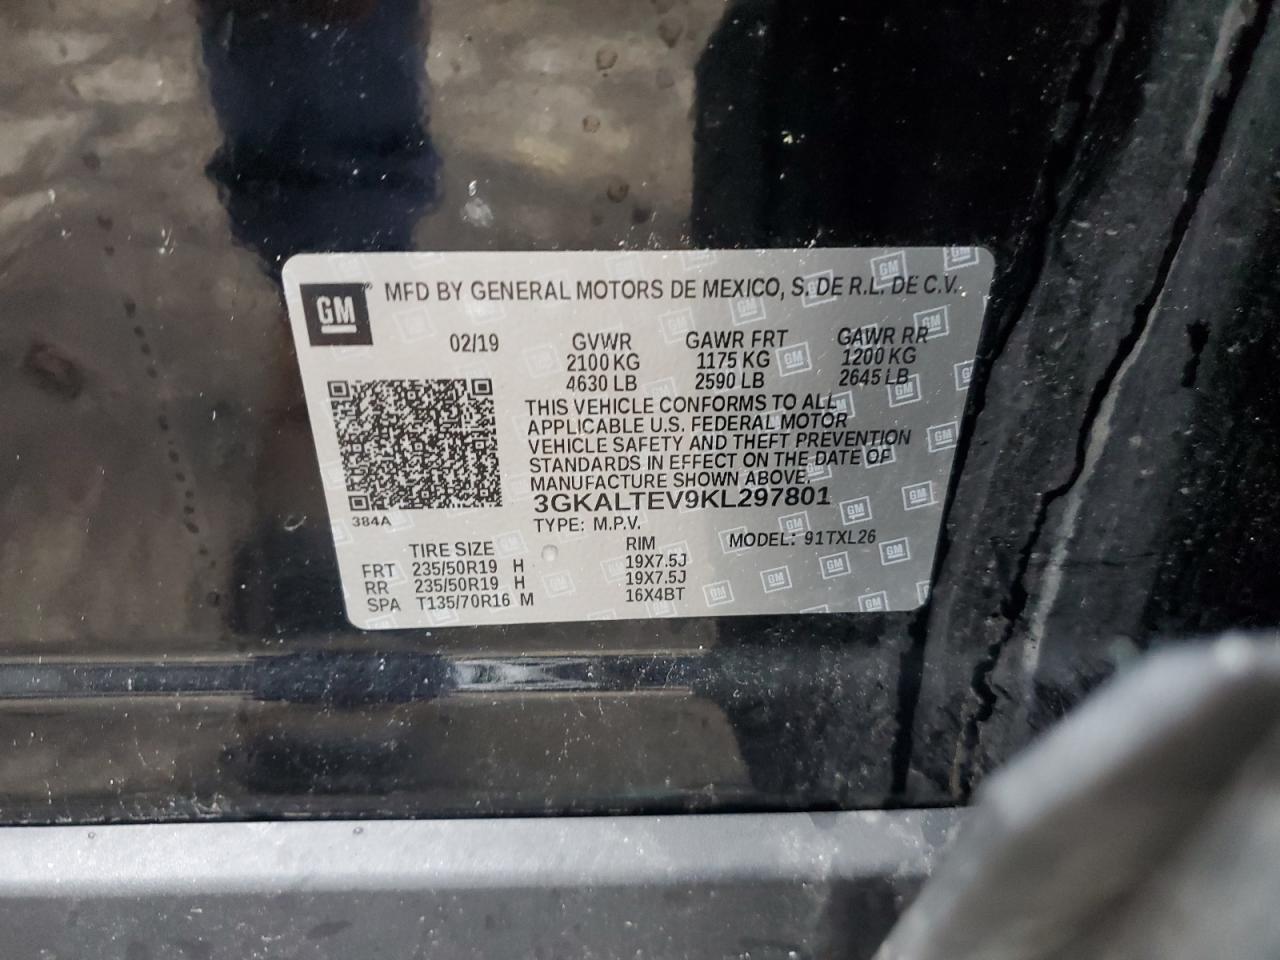 GM
MFD BY GENERAL MOTORS DE MEXICO, S. DE R.L. DE C.V.
02/19 GVWR GAWR FRT GAWR RR
2100 KG 1175 KG 1200 KG
4630 LB 2590 LB 2645 LB
THIS VEHICLE CONFORMS TO ALL
APPLICABLE U.S. FEDERAL MOTOR
VEHICLE SAFETY AND THEFT PREVENTION
STANDARDS IN EFFECT ON THE DATE OF
MANUFACTURE SHOWN ABOVE.
3GKALTEV9KL297801
384A
TYPE: M.P.V. MODEL: 91TXL26
TIRE SIZE RIM
FRT 235/50R19 H 19X7.5J
RR 235/50R19 H 19X7.5J
SPA T135/70R16 M 16X4BT